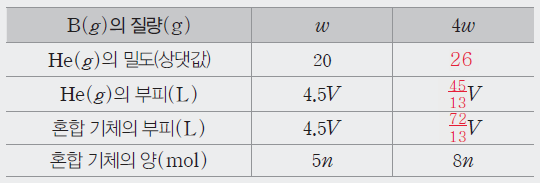 B(g)의 질량(g) w 4w
He(g)의 밀도(상댓값) 20 26
He(g)의 부피(L) 4.5V 45/13 V
혼합 기체의 부피(L) 4.5V 72/13 V
혼합 기체의 양(mol) 5n 8n